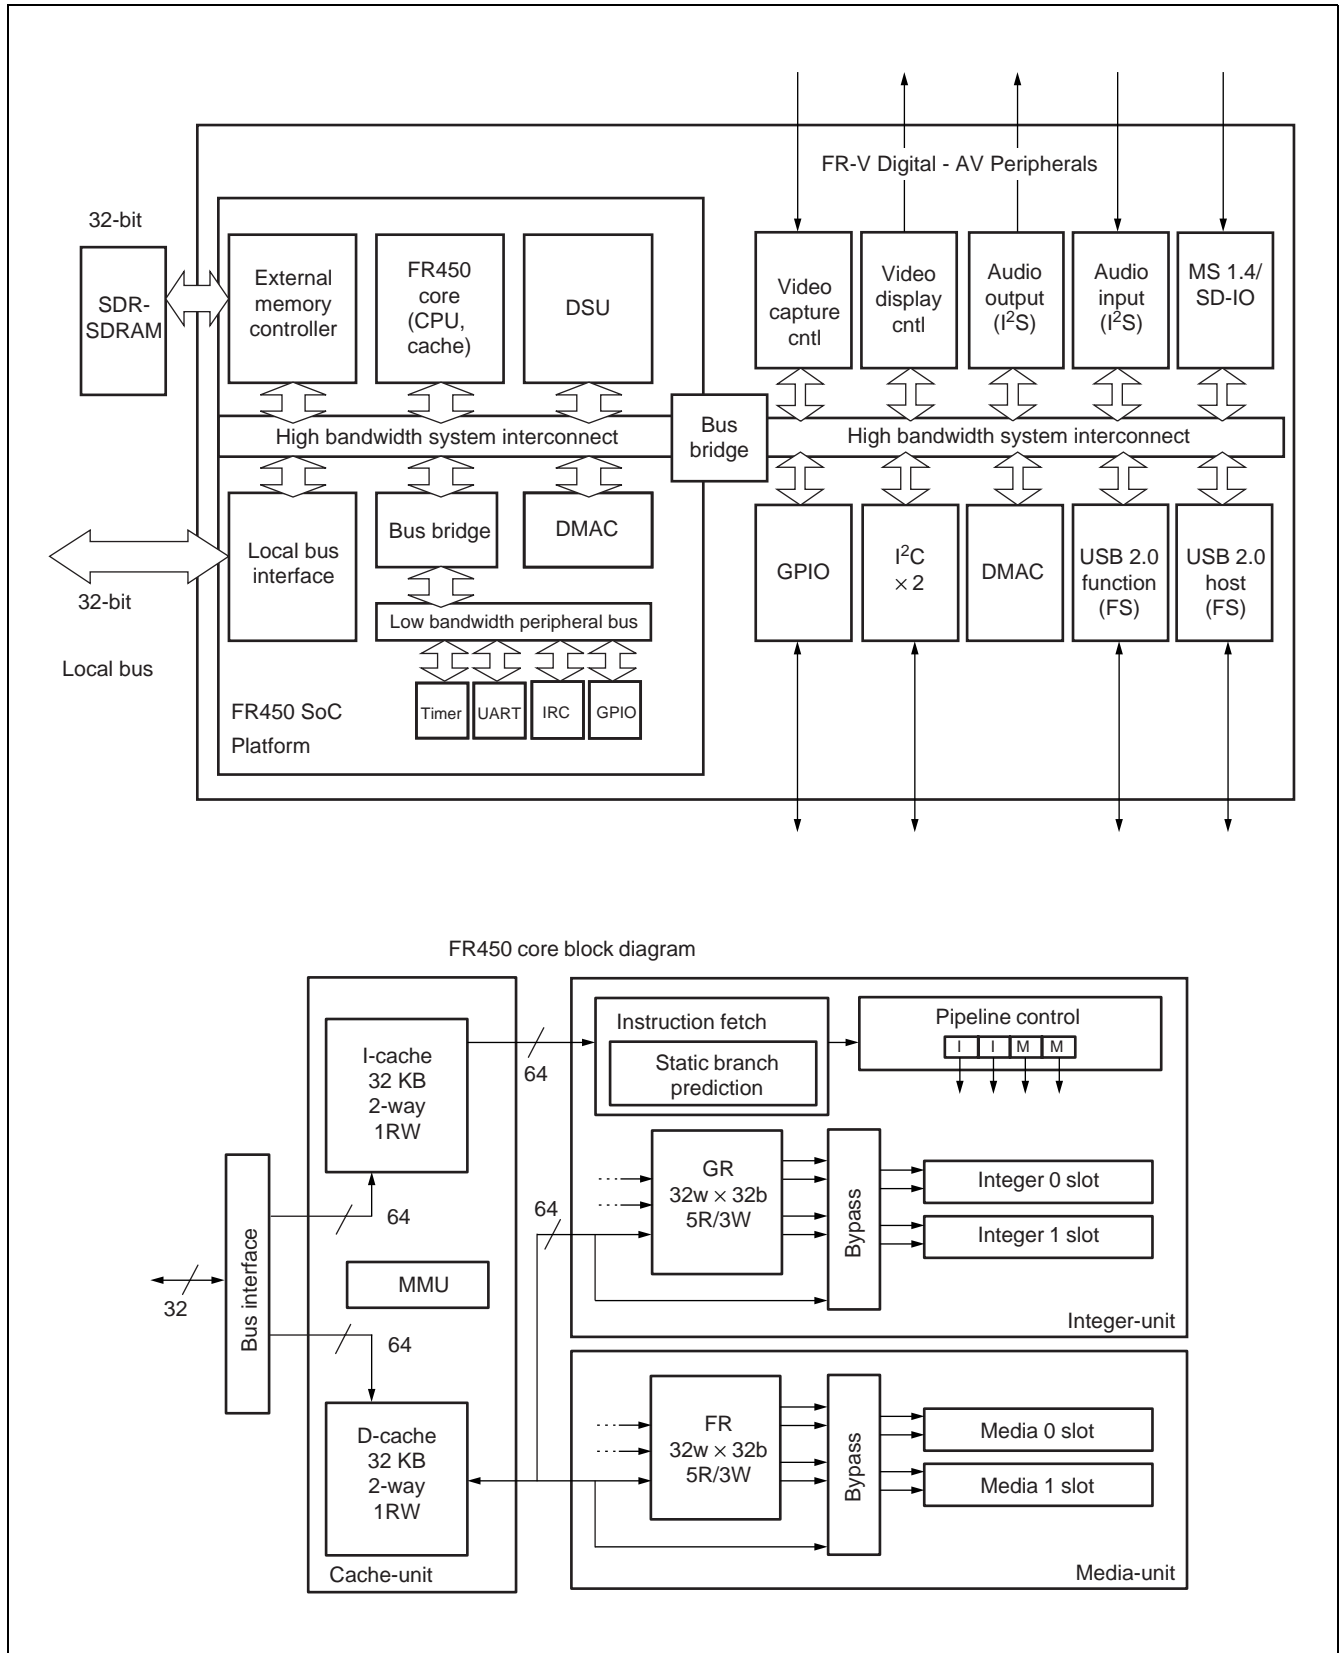 FR-V Digital - AV Peripherals
32-bit
SDR-
SDRAM
External
memory
controller
FR450
core
(CPU,
cache)
DSU
Video
capture
cntl
Video
display
cntl
Audio
output
(I²S)
Audio
input
(I²S)
MS 1.4/
SD-IO
High bandwidth system interconnect
Bus
bridge
High bandwidth system interconnect
Local bus
interface
Bus bridge
DMAC
GPIO
I²C
× 2
DMAC
USB 2.0
function
(FS)
USB 2.0
host
(FS)
32-bit
Local bus
Low bandwidth peripheral bus
Timer
UART
IRC
GPIO
FR450 SoC
Platform
FR450 core block diagram
I-cache
32 KB
2-way
1RW
64
Instruction fetch
Static branch
prediction
Pipeline control
I I M M
Bus interface
32
64
MMU
64
64
GR
32w × 32b
5R/3W
Bypass
Integer 0 slot
Integer 1 slot
Integer-unit
D-cache
32 KB
2-way
1RW
Cache-unit
FR
32w × 32b
5R/3W
Bypass
Media 0 slot
Media 1 slot
Media-unit